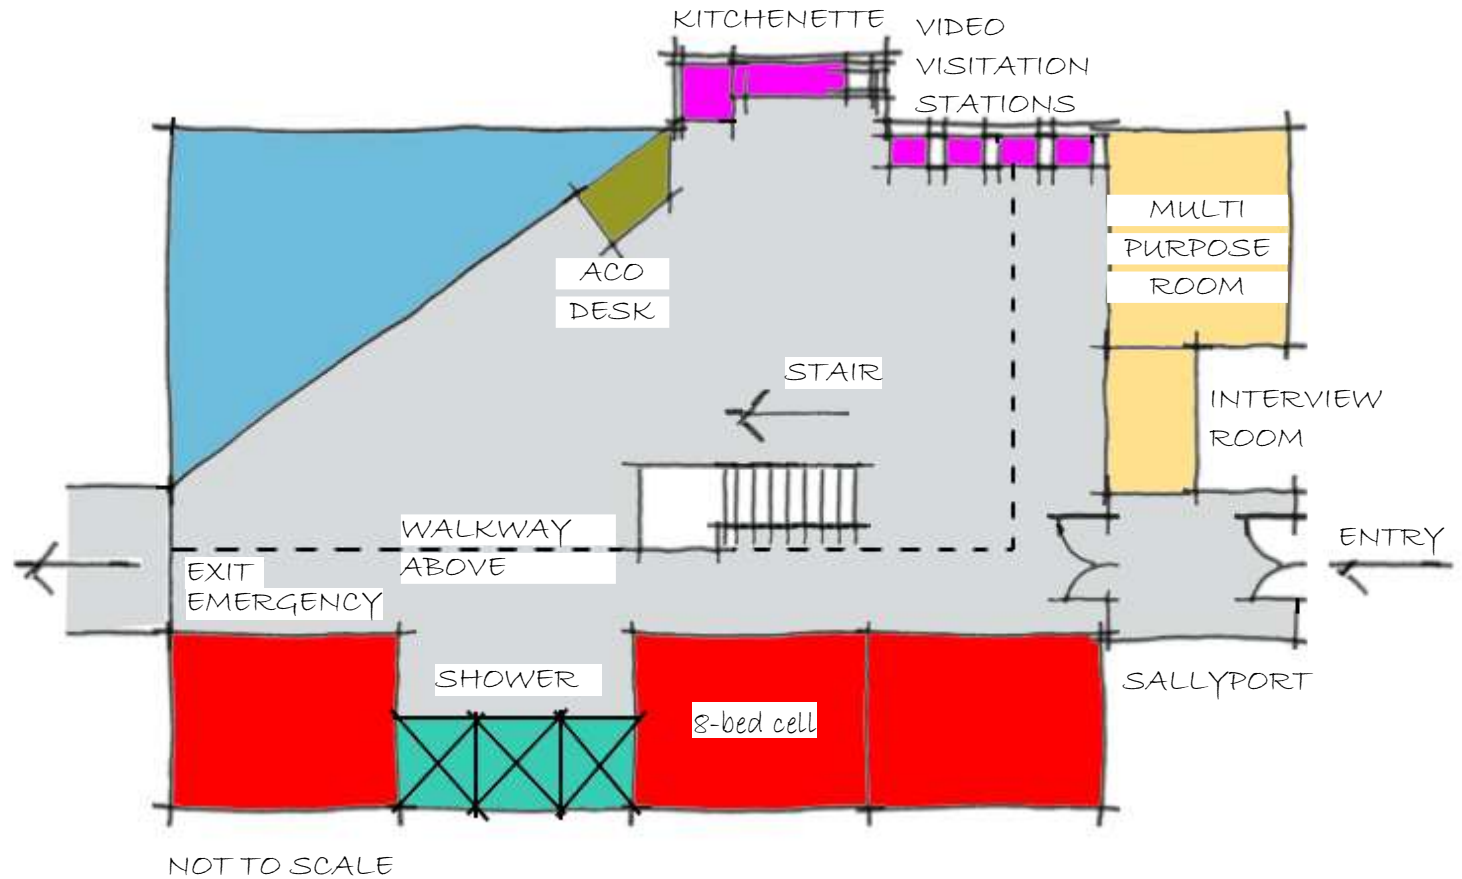 KITCHENETTE
VIDEO
VISITATION
STATIONS
MULTI
PURPOSE
ROOM
ACO
DESK
STAIR
INTERVIEW
ROOM
WALKWAY
ABOVE
ENTRY
EXIT
EMERGENCY
SHOWER
SALLYPORT
8-bed cell
NOT TO SCALE